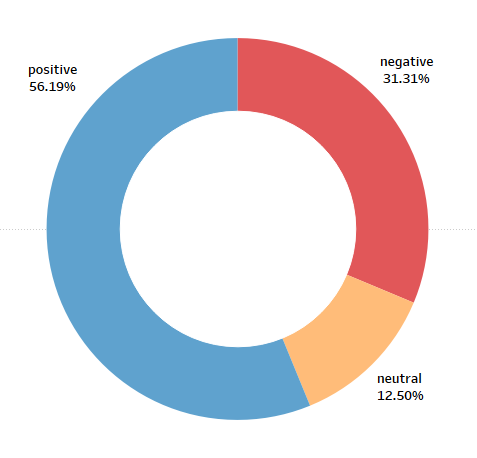 positive
56.19%
negative
31.31%
neutral
12.50%